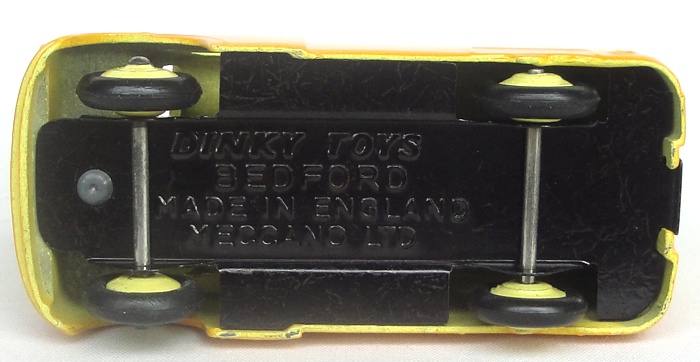 DINKY TOYS
BEDFORD
MADE IN ENGLAND
MECCANO LTD